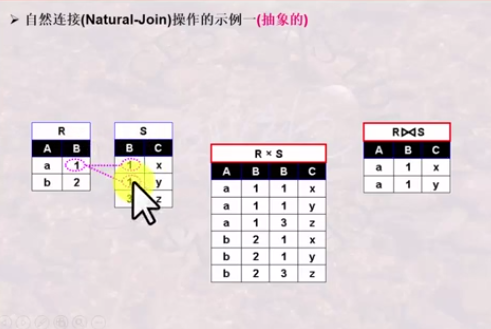 自然连接(Natural-Join)操作的示例一(抽象的)
R
A B
a 1
b 2
S
B C
1 x
1 y
3 z
R × S
A B B C
a 1 1 x
a 1 1 y
a 1 3 z
b 2 1 x
b 2 1 y
b 2 3 z
R⋈S
A B C
a 1 x
a 1 y